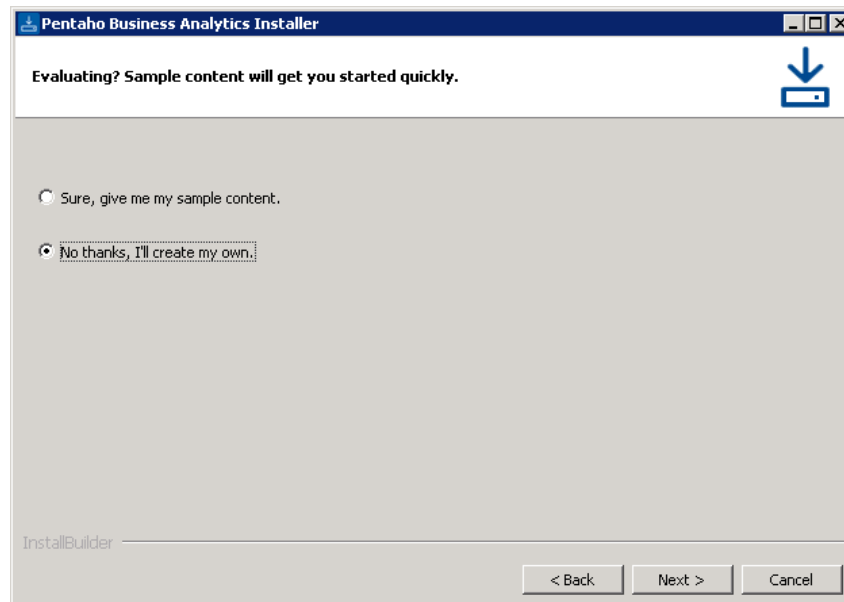 Pentaho Business Analytics Installer
Evaluating? Sample content will get you started quickly.
Sure, give me my sample content.
No thanks, I'll create my own.
InstallBuilder
< Back Next > Cancel